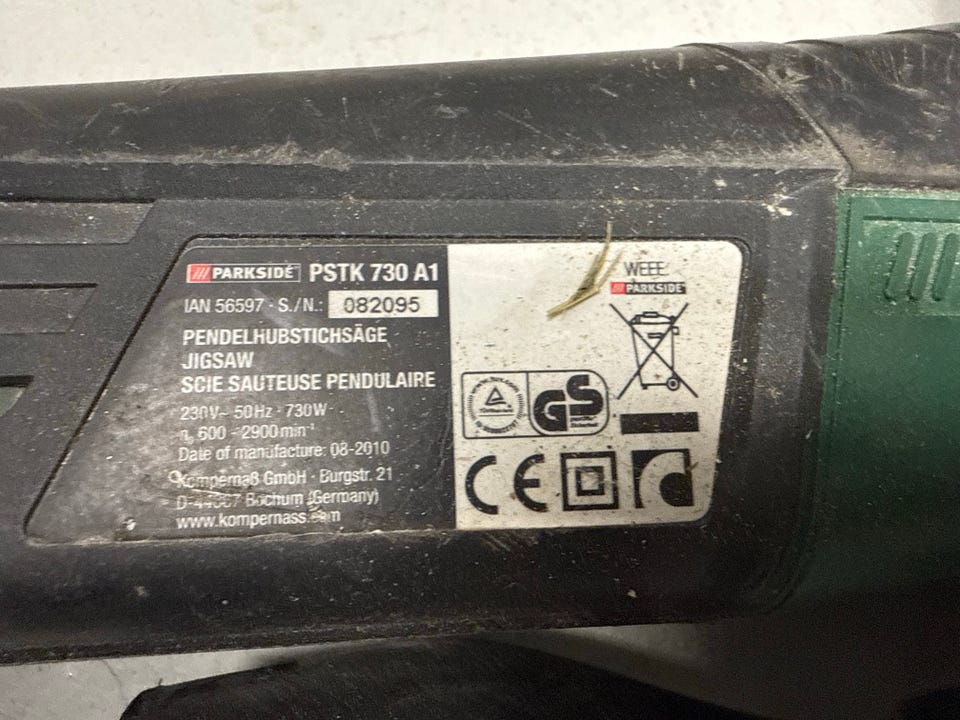 PARKSIDE PSTK 730 A1
IAN 56597 · S./N.: 082095
PENDELHUBSTICHSÄGE
JIGSAW
SCIE SAUTEUSE PENDULAIRE
230V~ 50Hz · 730W
n₀ 600 - 2900 min⁻¹
Date of manufacture: 08-2010
Kompernaß GmbH · Burgstr. 21
Bochum (Germany)
www.kompernass.com
WEEE
PARKSIDE
GS
CE